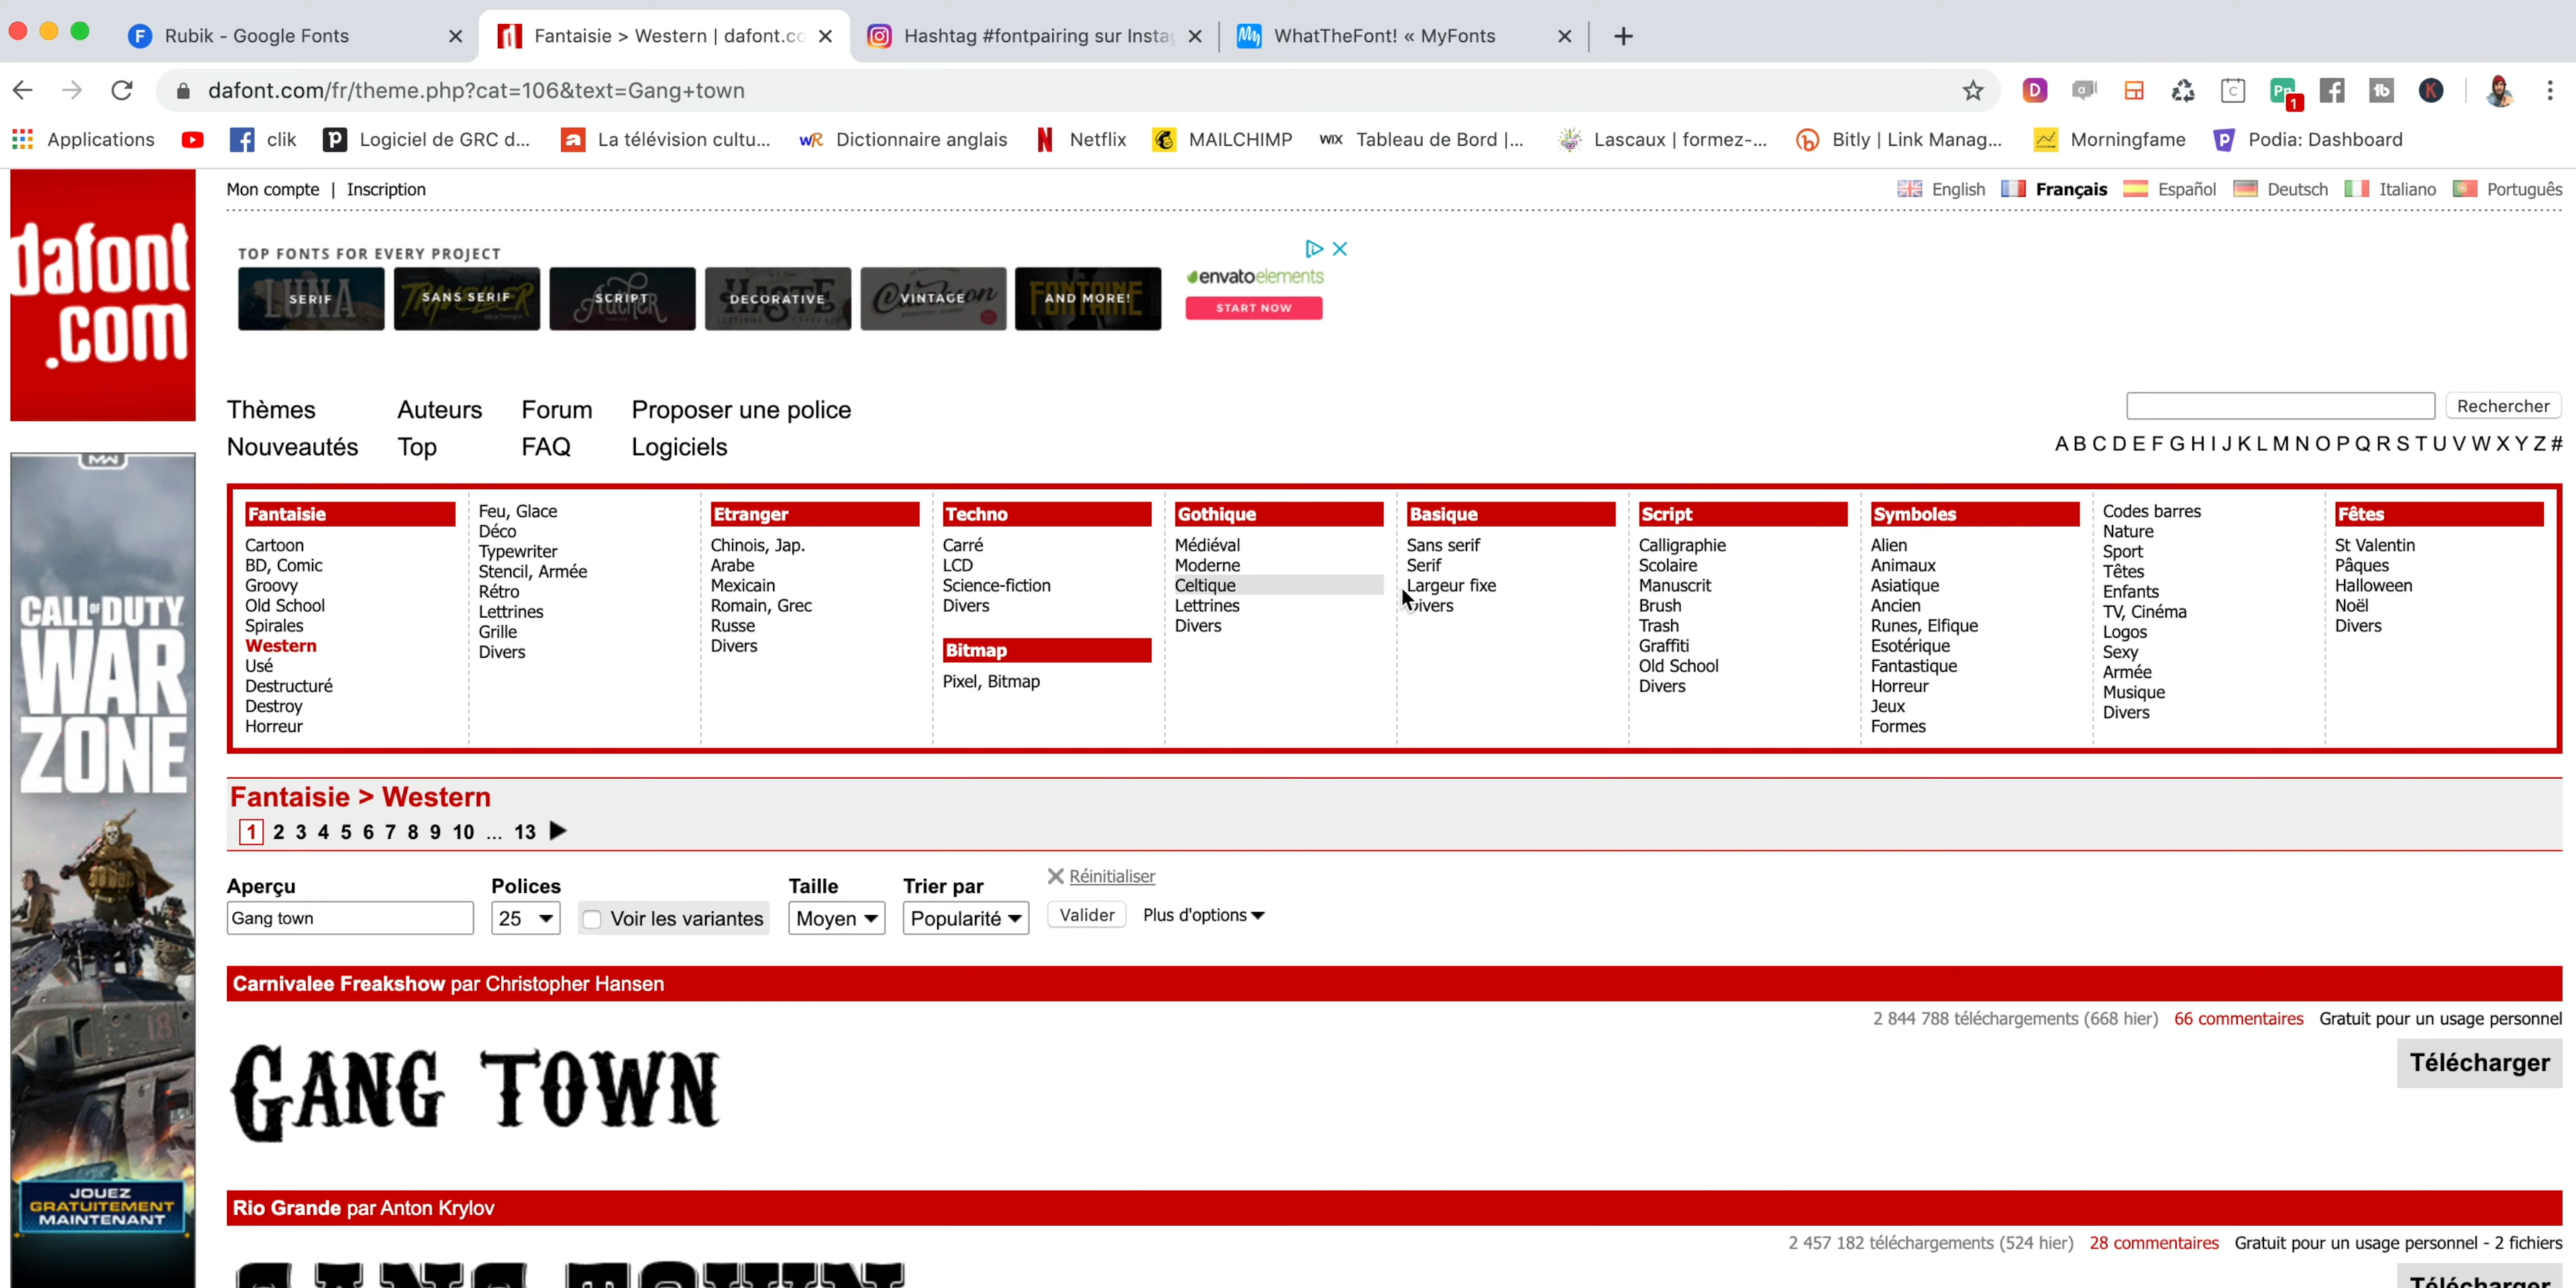 Rubik - Google Fonts
Fantaisie > Western | dafont.co
Hashtag #fontpairing sur Insta
WhatTheFont! « MyFonts
dafont.com/fr/theme.php?cat=106&text=Gang+town
Applications
clik
Logiciel de GRC d...
La télévision cultu...
Dictionnaire anglais
Netflix
MAILCHIMP
WIX Tableau de Bord |...
Lascaux | formez-...
Bitly | Link Manag...
Morningfame
Podia: Dashboard
dafont
.com
Mon compte | Inscription
English Français Español Deutsch Italiano Português
TOP FONTS FOR EVERY PROJECT
SERIF SANS SERIF SCRIPT DECORATIVE VINTAGE AND MORE!
envatoelements
START NOW
Thèmes Auteurs Forum Proposer une police
Nouveautés Top FAQ Logiciels
Rechercher
A B C D E F G H I J K L M N O P Q R S T U V W X Y Z #
Fantaisie
Cartoon
BD, Comic
Groovy
Old School
Spirales
Western
Usé
Destructuré
Destroy
Horreur
Feu, Glace
Déco
Typewriter
Stencil, Armée
Rétro
Lettrines
Grille
Divers
Etranger
Chinois, Jap.
Arabe
Mexicain
Romain, Grec
Russe
Divers
Techno
Carré
LCD
Science-fiction
Divers
Bitmap
Pixel, Bitmap
Gothique
Médiéval
Moderne
Celtique
Lettrines
Divers
Basique
Sans serif
Serif
Largeur fixe
Divers
Script
Calligraphie
Scolaire
Manuscrit
Brush
Trash
Graffiti
Old School
Divers
Symboles
Alien
Animaux
Asiatique
Ancien
Runes, Elfique
Esotérique
Fantastique
Horreur
Jeux
Formes
Codes barres
Nature
Sport
Têtes
Enfants
TV, Cinéma
Logos
Sexy
Armée
Musique
Divers
Fêtes
St Valentin
Pâques
Halloween
Noël
Divers
MW
CALL OF DUTY
WAR
ZONE
JOUEZ
GRATUITEMENT
MAINTENANT
Fantaisie > Western
1 2 3 4 5 6 7 8 9 10 ... 13
Aperçu Polices Taille Trier par Réinitialiser
Gang town 25 Voir les variantes Moyen Popularité Valider Plus d'options
Carnivalee Freakshow par Christopher Hansen
2 844 788 téléchargements (668 hier) 66 commentaires Gratuit pour un usage personnel
GANG TOWN
Télécharger
Rio Grande par Anton Krylov
2 457 182 téléchargements (524 hier) 28 commentaires Gratuit pour un usage personnel - 2 fichiers
GANG TOWN
Télécharger